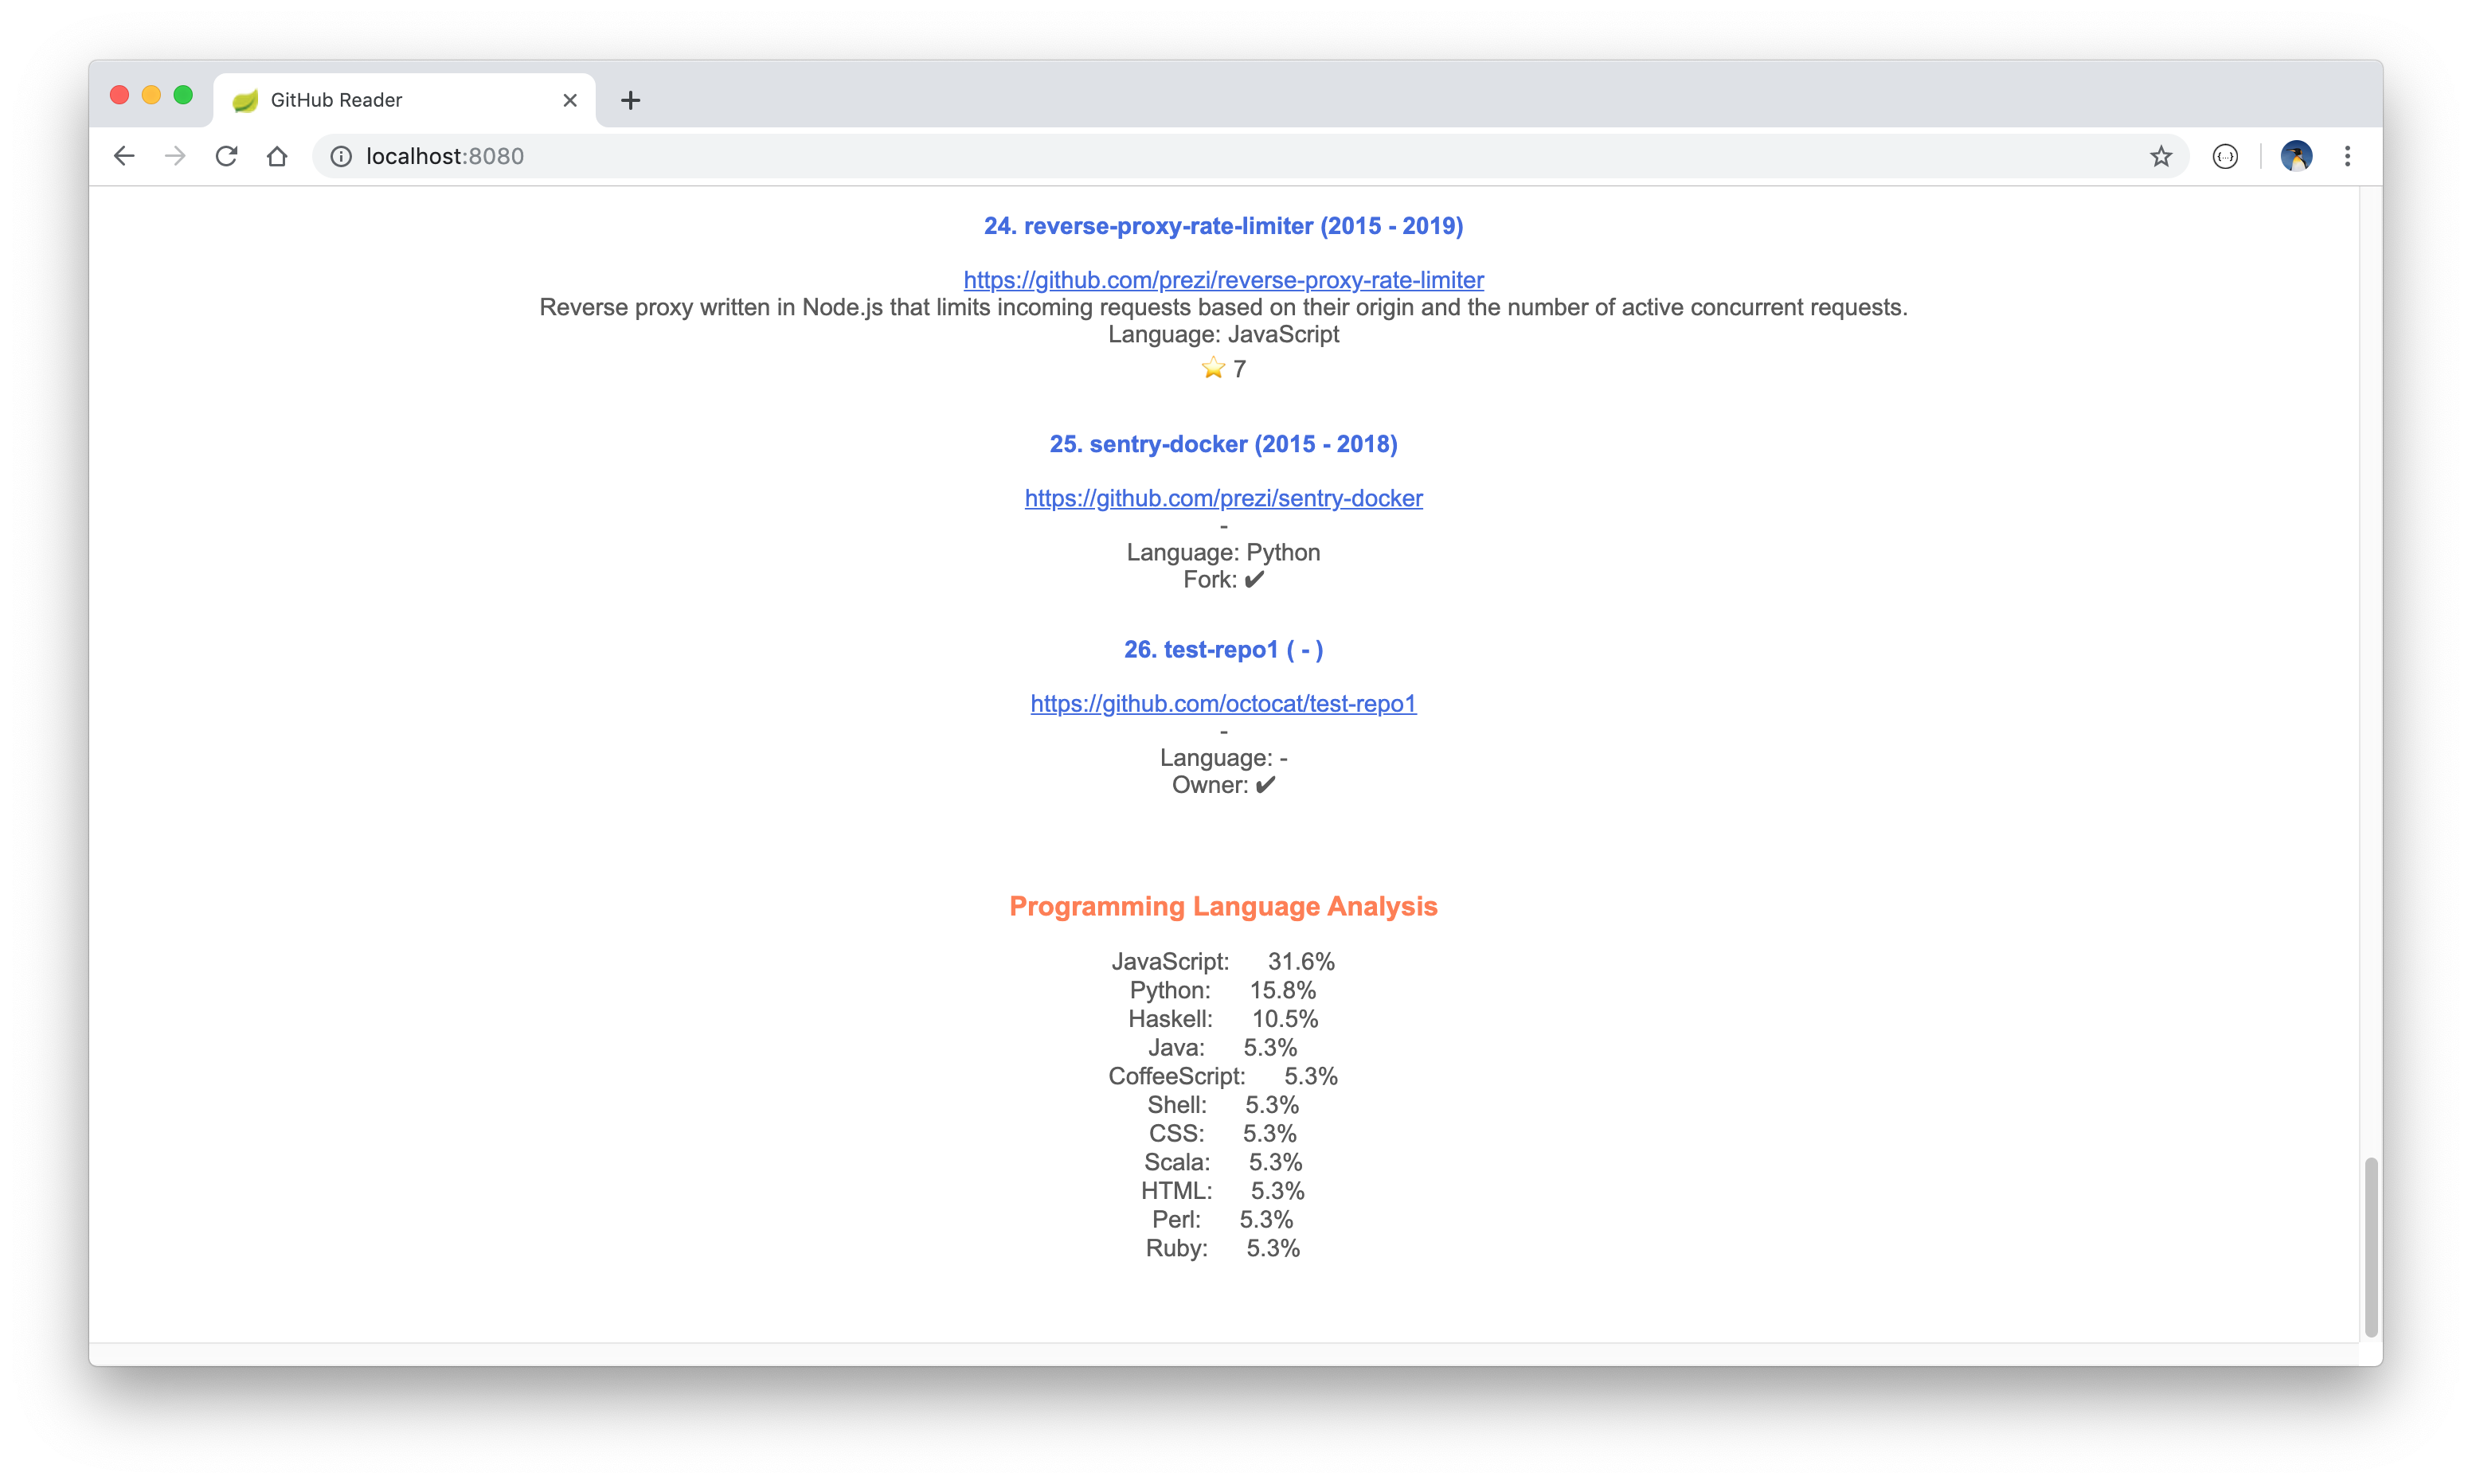 GitHub Reader
localhost:8080
24. reverse-proxy-rate-limiter (2015 - 2019)
https://github.com/prezi/reverse-proxy-rate-limiter
Reverse proxy written in Node.js that limits incoming requests based on their origin and the number of active concurrent requests.
Language: JavaScript
⭐ 7
25. sentry-docker (2015 - 2018)
https://github.com/prezi/sentry-docker
-
Language: Python
Fork: ✔
26. test-repo1 ( - )
https://github.com/octocat/test-repo1
-
Language: -
Owner: ✔
Programming Language Analysis
JavaScript: 31.6%
Python: 15.8%
Haskell: 10.5%
Java: 5.3%
CoffeeScript: 5.3%
Shell: 5.3%
CSS: 5.3%
Scala: 5.3%
HTML: 5.3%
Perl: 5.3%
Ruby: 5.3%